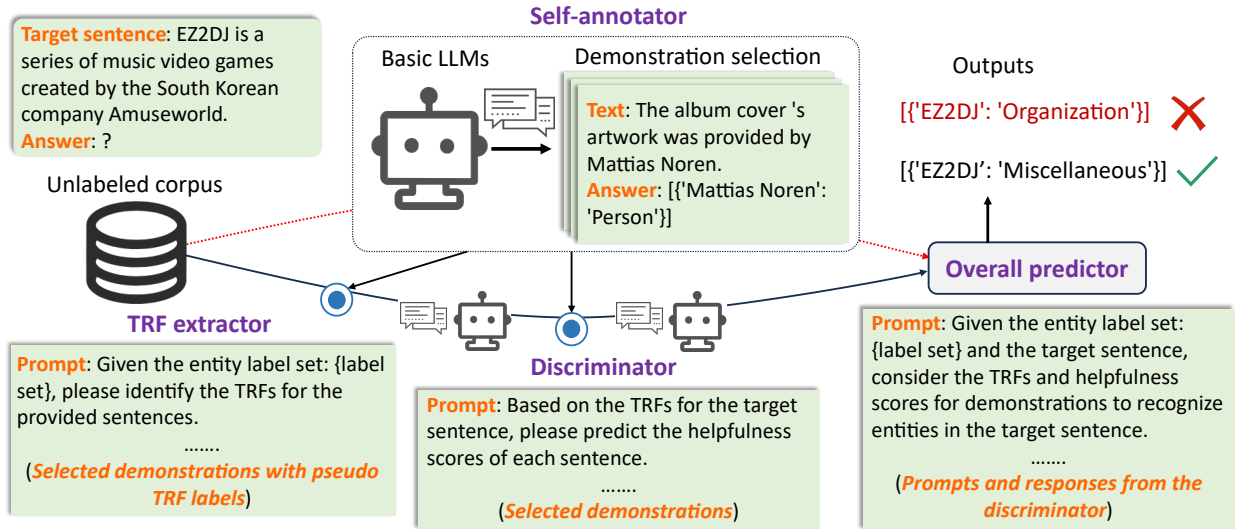 Self-annotator
Target sentence: EZ2DJ is a
series of music video games
created by the South Korean
company Amuseworld.
Answer: ?
Basic LLMs
Demonstration selection
Text: The album cover 's
artwork was provided by
Mattias Noren.
Answer: [{'Mattias Noren':
'Person'}]
Outputs
[{'EZ2DJ': 'Organization'}]
[{'EZ2DJ’: 'Miscellaneous'}]
Unlabeled corpus
Overall predictor
TRF extractor
Prompt: Given the entity label set: {label
set}, please identify the TRFs for the
provided sentences.
…….
(Selected demonstrations with pseudo
TRF labels)
Discriminator
Prompt: Based on the TRFs for the target
sentence, please predict the helpfulness
scores of each sentence.
…….
(Selected demonstrations)
Prompt: Given the entity label set:
{label set} and the target sentence,
consider the TRFs and helpfulness
scores for demonstrations to recognize
entities in the target sentence.
…….
(Prompts and responses from the
discriminator)